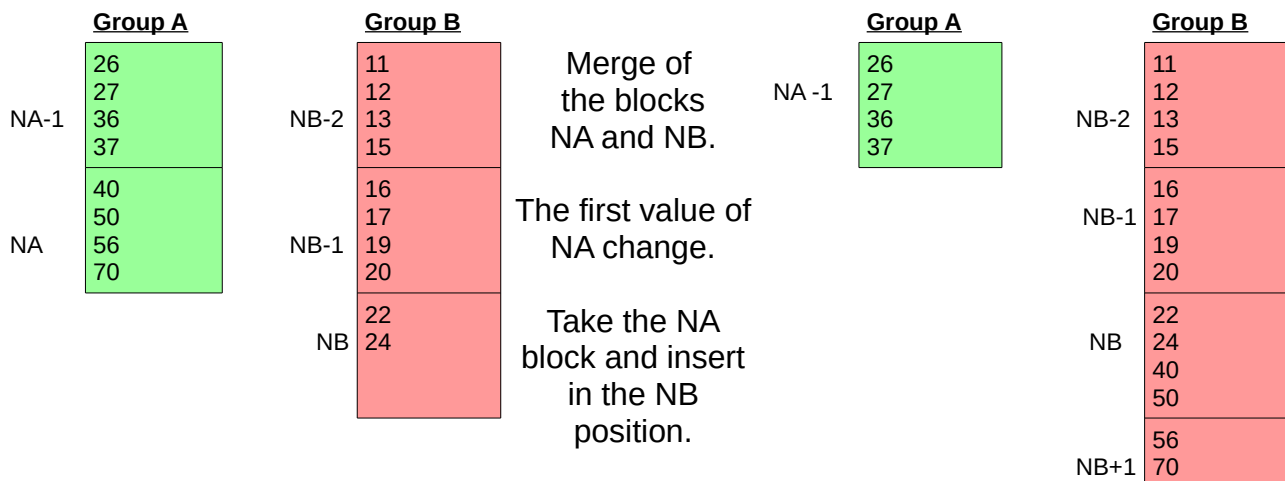 Group A
26
27
36
37
40
50
56
70
NA-1
NA
Group B
11
12
13
15
16
17
19
20
22
24
NB-2
NB-1
NB
Merge of
the blocks
NA and NB.
The first value of
NA change.
Take the NA
block and insert
in the NB
position.
Group A
26
27
36
37
NA -1
Group B
11
12
13
15
16
17
19
20
22
24
40
50
56
70
NB-2
NB-1
NB
NB+1